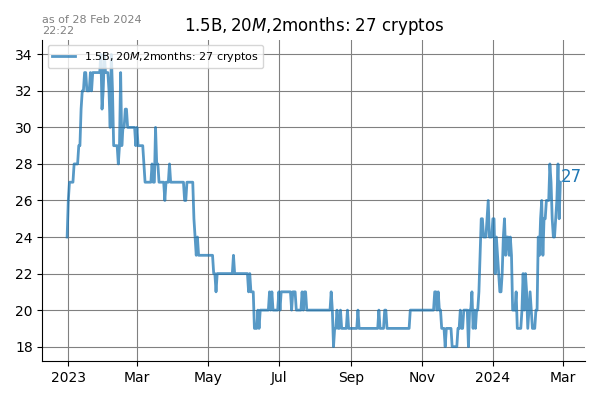 as of 28 Feb 2024
22:22
1.5B, 20M,2months: 27 cryptos
1.5B, 20M,2months: 27 cryptos
34
32
30
28
26
24
22
20
18
27
2023 Mar May Jul Sep Nov 2024 Mar